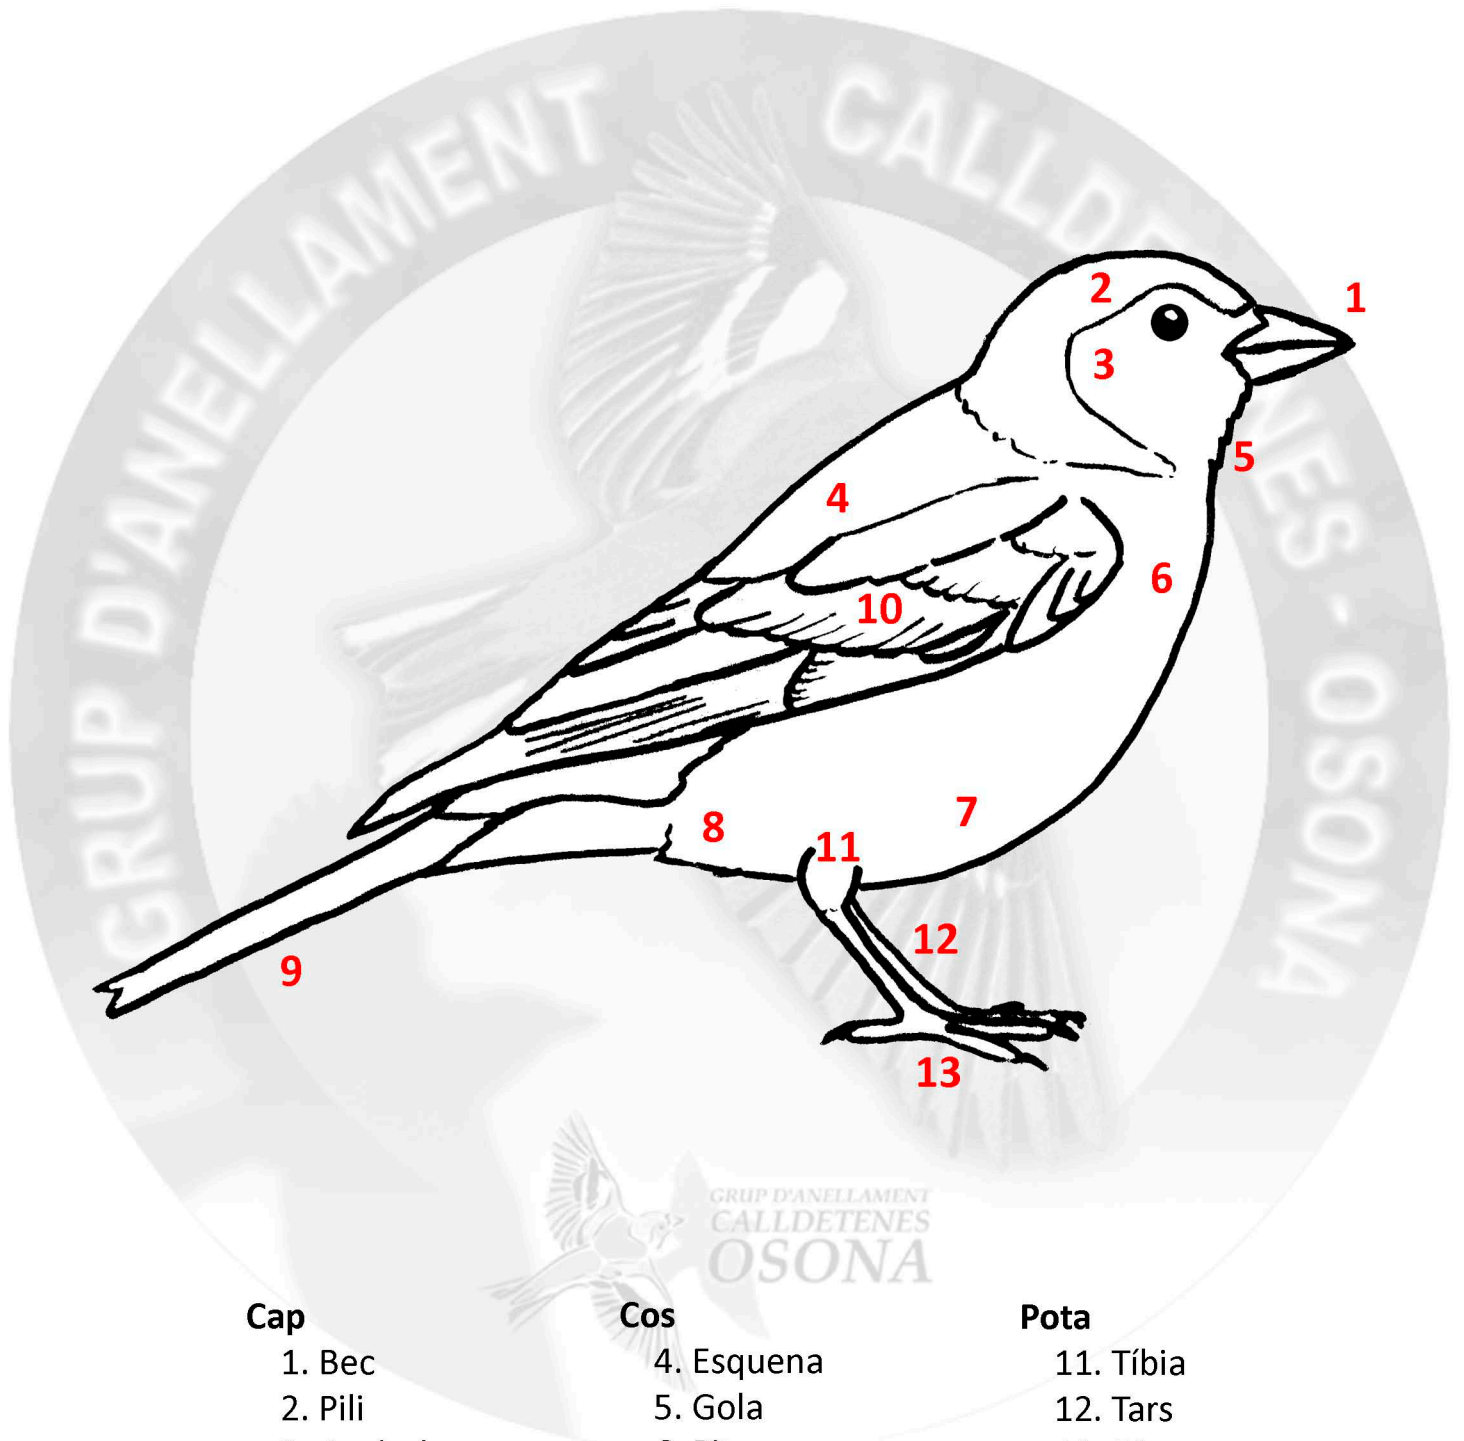 GRUP D'ANELLAMENT CALLDETENES - OSONA
2
1
3
5
4
6
10
7
8
11
12
9
13
GRUP D'ANELLAMENT
CALLDETENES
OSONA
Cap
1. Bec
2. Pili
Cos
4. Esquena
5. Gola
Pota
11. Tíbia
12. Tars